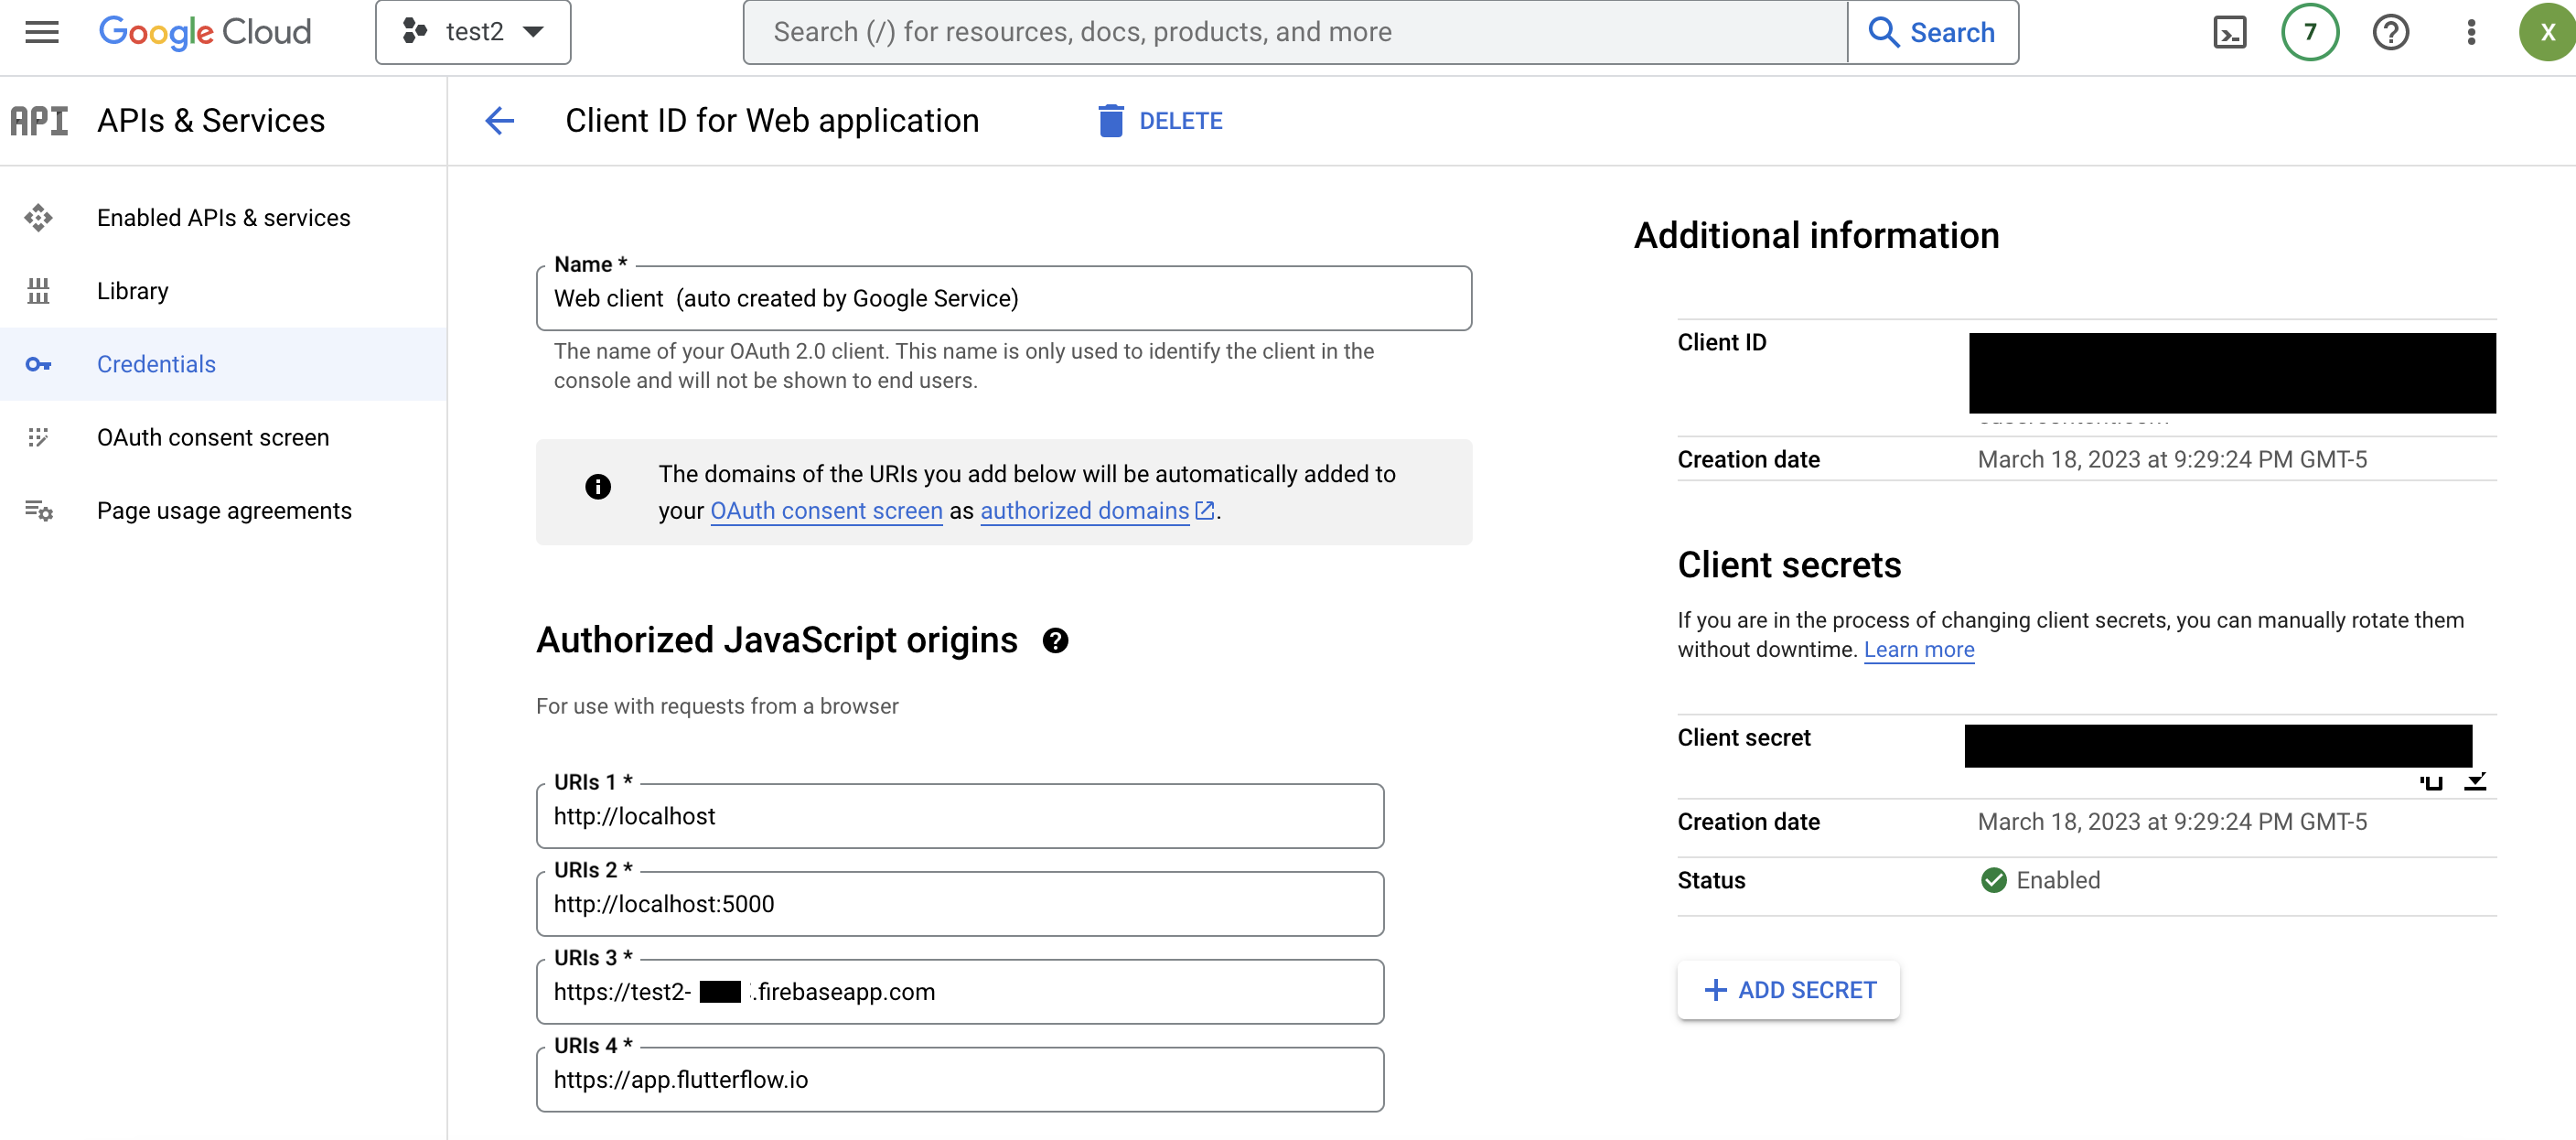 Google Cloud
test2
Search (/) for resources, docs, products, and more
Search
7
X
API
APIs & Services
Client ID for Web application
DELETE
Enabled APIs & services
Library
Credentials
OAuth consent screen
Page usage agreements
Name *
Web client  (auto created by Google Service)
The name of your OAuth 2.0 client. This name is only used to identify the client in the
console and will not be shown to end users.
The domains of the URIs you add below will be automatically added to
your OAuth consent screen as authorized domains.
Authorized JavaScript origins
For use with requests from a browser
URIs 1 *
http://localhost
URIs 2 *
http://localhost:5000
URIs 3 *
https://test2- .firebaseapp.com
URIs 4 *
https://app.flutterflow.io
Additional information
Client ID
Creation date
March 18, 2023 at 9:29:24 PM GMT-5
Client secrets
If you are in the process of changing client secrets, you can manually rotate them
without downtime. Learn more
Client secret
Creation date
March 18, 2023 at 9:29:24 PM GMT-5
Status
Enabled
ADD SECRET